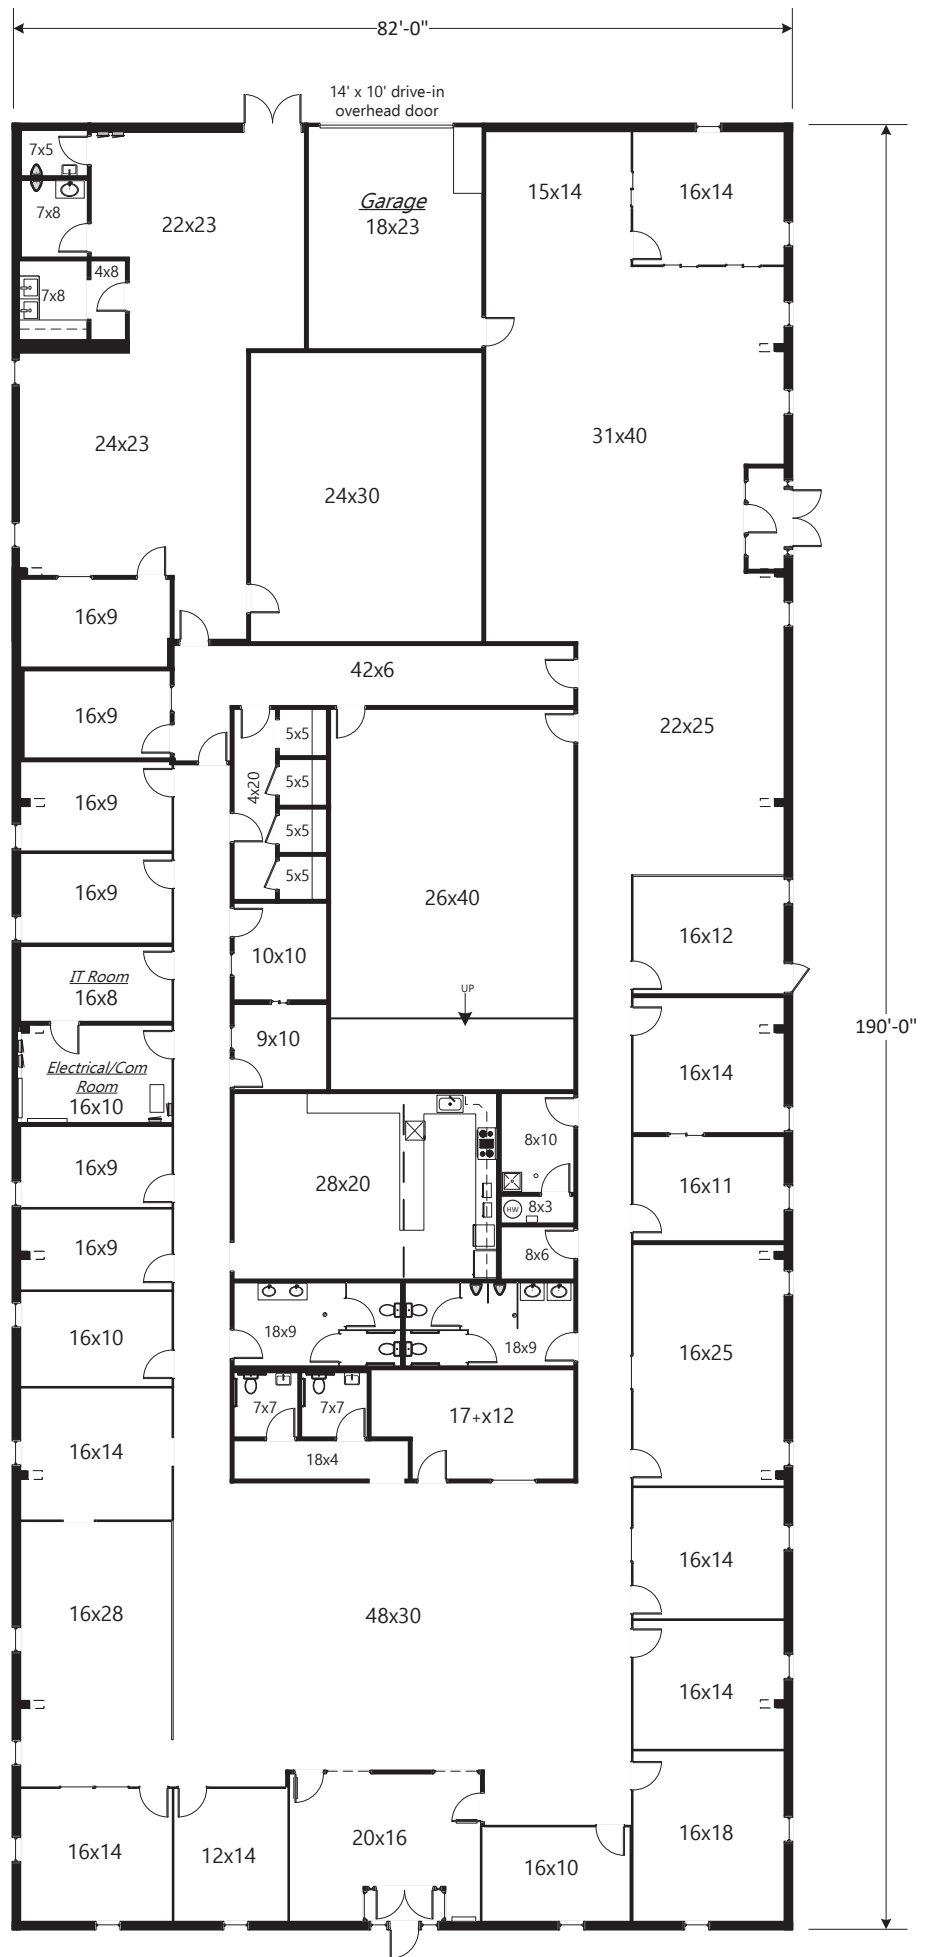 82'-0"
14' x 10' drive-in
overhead door
7x5
7x8
22x23
Garage
18x23
15x14
16x14
4x8
7x8
24x23
24x30
31x40
16x9
42x6
16x9
5x5
22x25
4x20
5x5
16x9
5x5
5x5
16x9
26x40
16x12
10x10
IT Room
16x8
UP
190'-0"
9x10
Electrical/Com
Room
16x10
16x14
8x10
16x9
28x20
16x11
8x3
HW
16x9
8x6
18x9
18x9
16x10
16x25
7x7
7x7
17+x12
16x14
18x4
16x14
16x28
48x30
16x14
16x18
20x16
16x14
12x14
16x10